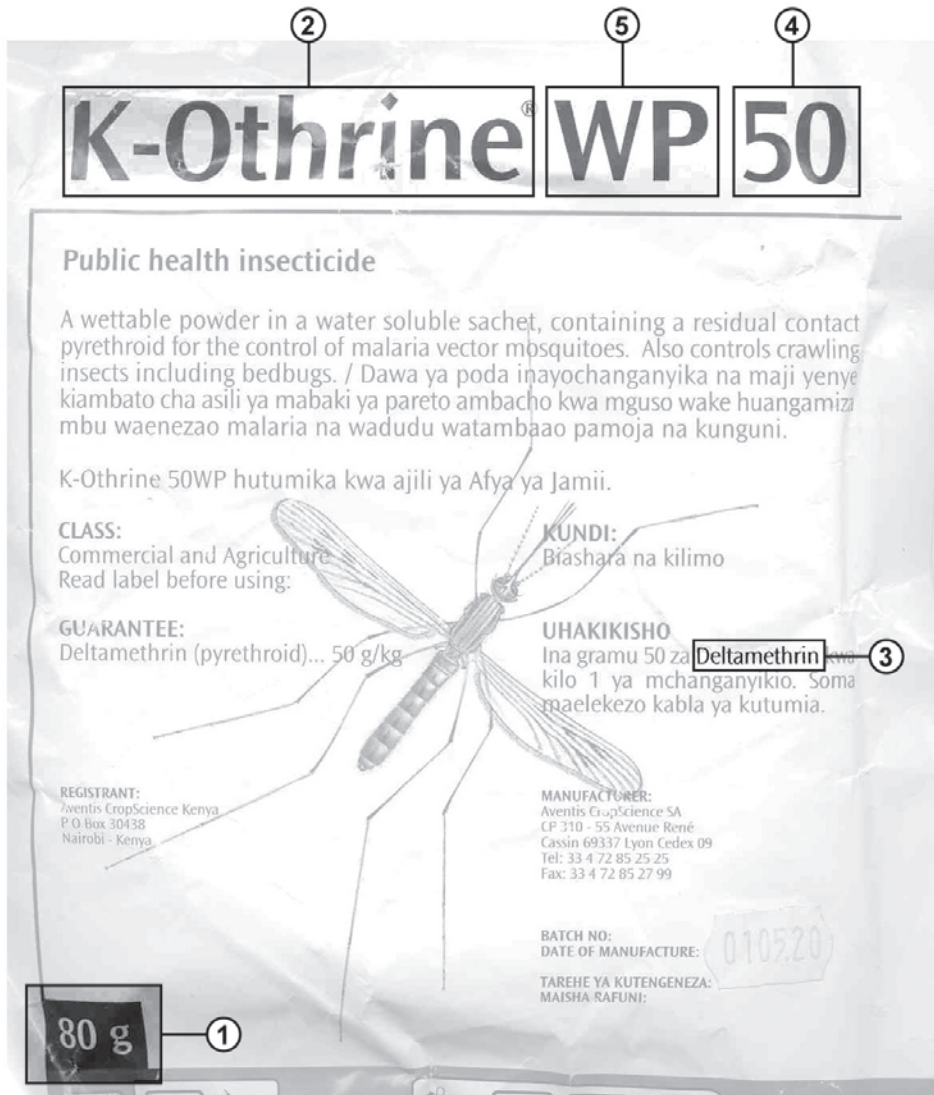 2 5 4
K-Othrine® WP 50
Public health insecticide
A wettable powder in a water soluble sachet, containing a residual contact
pyrethroid for the control of malaria vector mosquitoes. Also controls crawling
insects including bedbugs. / Dawa ya poda inayochanganyika na maji yenye
kiambato cha asili ya mabaki ya pareto ambacho kwa mguso wake huangamiza
mbu waenezao malaria na wadudu watambaao pamoja na kunguni.
K-Othrine 50WP hutumika kwa ajili ya Afya ya Jamii.
CLASS:
Commercial and Agriculture
Read label before using:
KUNDI:
Biashara na kilimo
GUARANTEE:
Deltamethrin (pyrethroid)... 50 g/kg
UHAKIKISHO
Ina gramu 50 za Deltamethrin kwa 3
kilo 1 ya mchanganyikio. Soma
maelekezo kabla ya kutumia.
REGISTRANT:
Aventis CropScience Kenya
P O Box 30438
Nairobi - Kenya
MANUFACTURER:
Aventis CropScience SA
CP 310 - 55 Avenue René
Cassin 69337 Lyon Cedex 09
Tel: 33 4 72 85 25 25
Fax: 33 4 72 85 27 99
BATCH NO:
DATE OF MANUFACTURE:
010520
TAREHE YA KUTENGENEZA:
MAISHA RAFUNI:
80 g 1